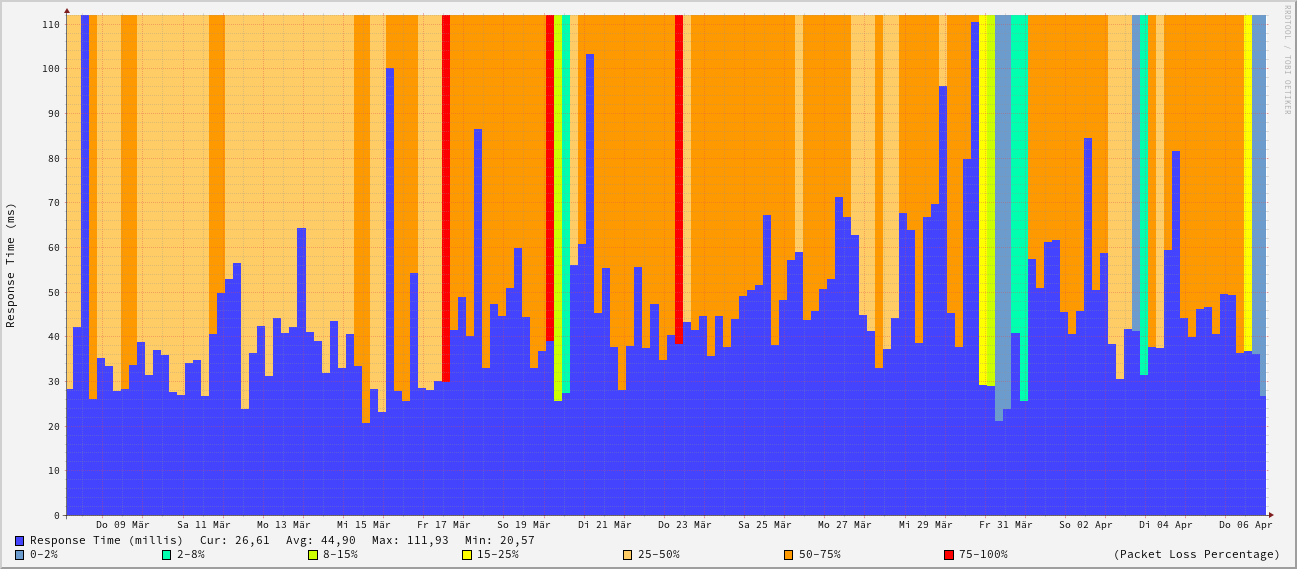 RRDTOOL / TOBI OETIKER
Response Time (ms)
110
100
90
80
70
60
50
40
30
20
10
0
Do 09 Mär Sa 11 Mär Mo 13 Mär Mi 15 Mär Fr 17 Mär So 19 Mär Di 21 Mär Do 23 Mär Sa 25 Mär Mo 27 Mär Mi 29 Mär Fr 31 Mär So 02 Apr Di 04 Apr Do 06 Apr
Response Time (millis) Cur: 26,61 Avg: 44,90 Max: 111,93 Min: 20,57
0-2% 2-8% 8-15% 15-25% 25-50% 50-75% 75-100% (Packet Loss Percentage)